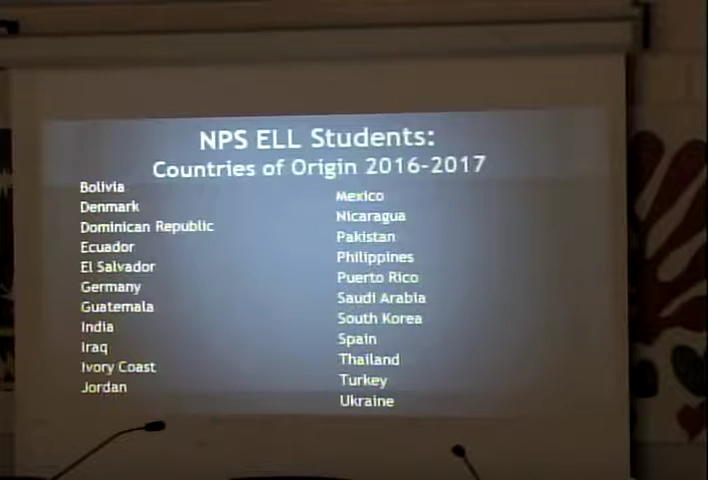 NPS ELL Students:
Countries of Origin 2016-2017
Bolivia
Denmark
Dominican Republic
Ecuador
El Salvador
Germany
Guatemala
India
Iraq
Ivory Coast
Jordan
Mexico
Nicaragua
Pakistan
Philippines
Puerto Rico
Saudi Arabia
South Korea
Spain
Thailand
Turkey
Ukraine